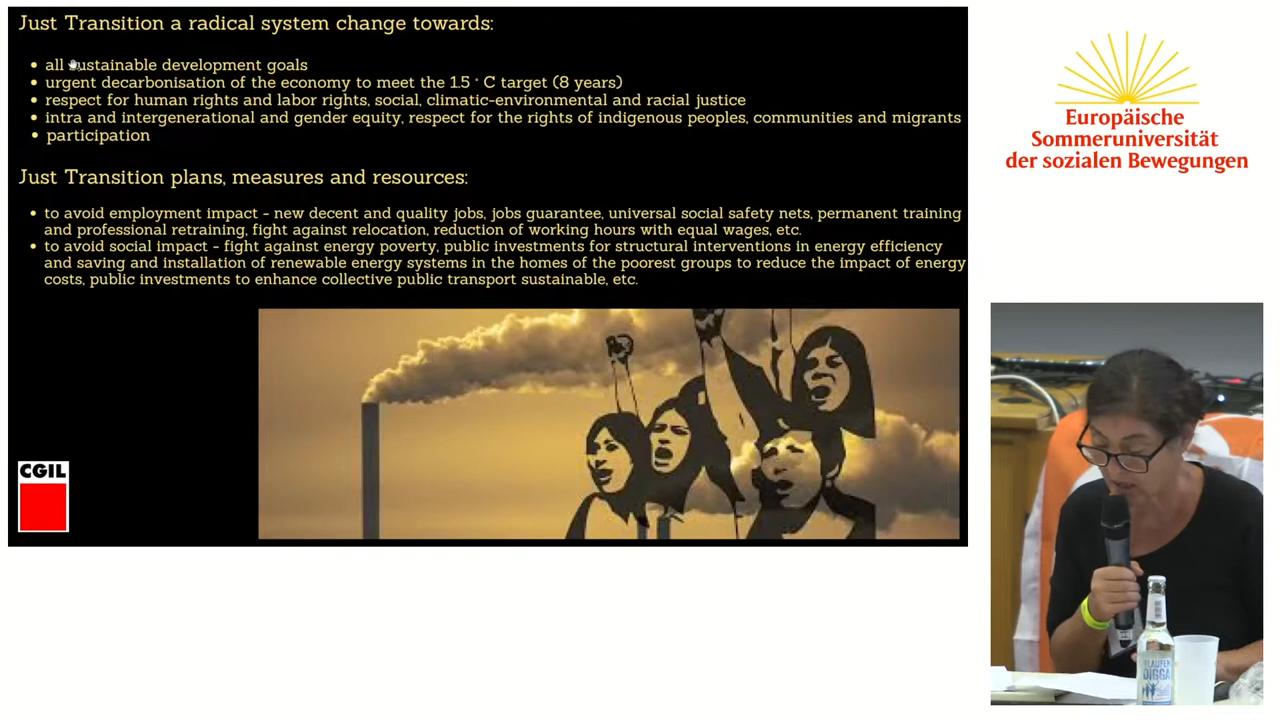 Just Transition a radical system change towards:
all sustainable development goals
urgent decarbonisation of the economy to meet the 1.5 ° C target (8 years)
respect for human rights and labor rights, social, climatic-environmental and racial justice
intra and intergenerational and gender equity, respect for the rights of indigenous peoples, communities and migrants
participation
Just Transition plans, measures and resources:
to avoid employment impact - new decent and quality jobs, jobs guarantee, universal social safety nets, permanent training
and professional retraining, fight against relocation, reduction of working hours with equal wages, etc.
to avoid social impact - fight against energy poverty, public investments for structural interventions in energy efficiency
and saving and installation of renewable energy systems in the homes of the poorest groups to reduce the impact of energy
costs, public investments to enhance collective public transport sustainable, etc.
CGIL
Europäische
Sommeruniversität
der sozialen Bewegungen
DIGGA